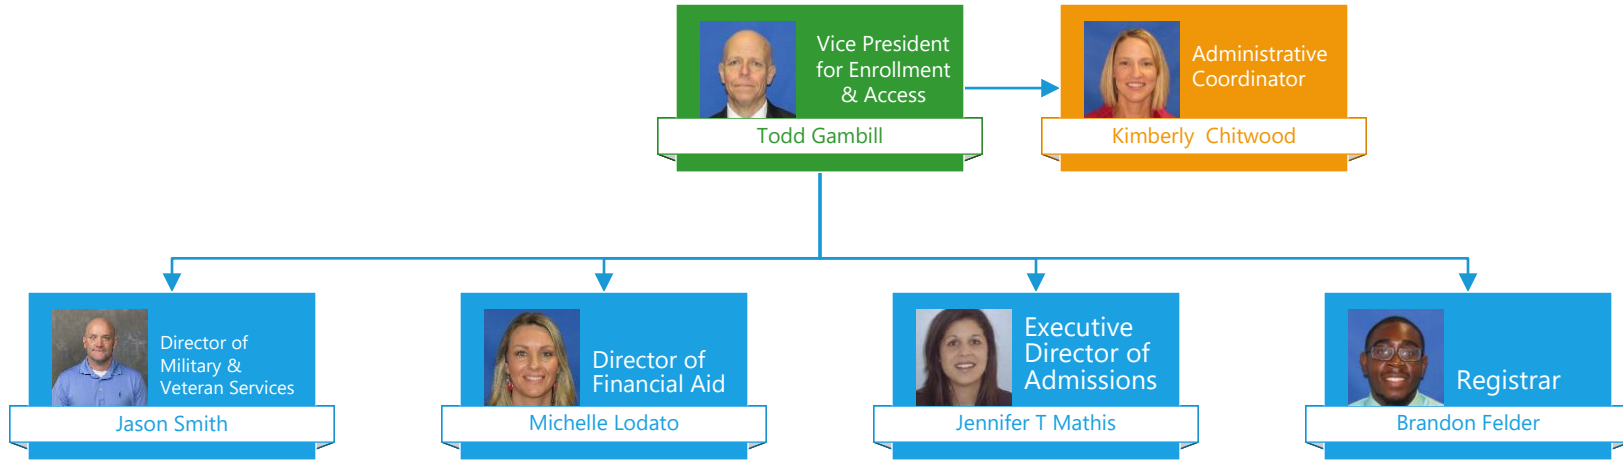 Vice President
for Enrollment
& Access
Todd Gambill
Administrative
Coordinator
Kimberly  Chitwood
Director of
Military &
Veteran Services
Jason Smith
Director of
Financial Aid
Michelle Lodato
Executive
Director of
Admissions
Jennifer T Mathis
Registrar
Brandon Felder